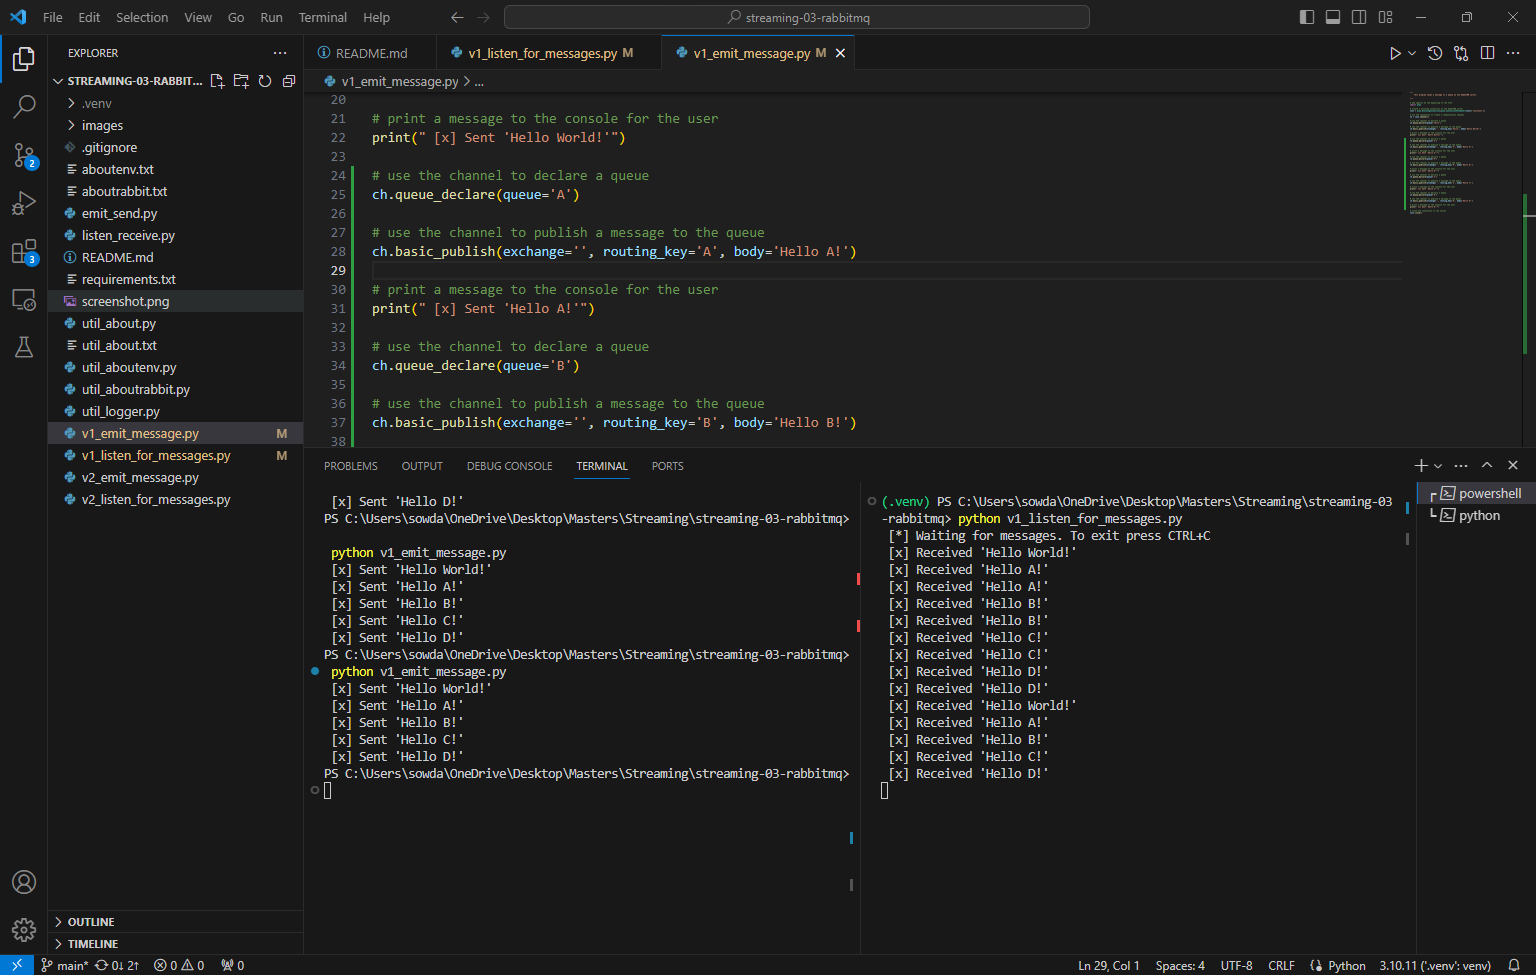 File Edit Selection View Go Run Terminal Help
streaming-03-rabbitmq
EXPLORER
STREAMING-03-RABBIT...
.venv
images
.gitignore
aboutenv.txt
aboutrabbit.txt
emit_send.py
listen_receive.py
README.md
requirements.txt
screenshot.png
util_about.py
util_about.txt
util_aboutenv.py
util_aboutrabbit.py
util_logger.py
v1_emit_message.py M
v1_listen_for_messages.py M
v2_emit_message.py
v2_listen_for_messages.py
OUTLINE
TIMELINE
2
3
README.md
v1_listen_for_messages.py M
v1_emit_message.py M
v1_emit_message.py > ...
20
21 # print a message to the console for the user
22 print(" [x] Sent 'Hello World!'")
23
24 # use the channel to declare a queue
25 ch.queue_declare(queue='A')
26
27 # use the channel to publish a message to the queue
28 ch.basic_publish(exchange='', routing_key='A', body='Hello A!')
29
30 # print a message to the console for the user
31 print(" [x] Sent 'Hello A!'")
32
33 # use the channel to declare a queue
34 ch.queue_declare(queue='B')
35
36 # use the channel to publish a message to the queue
37 ch.basic_publish(exchange='', routing_key='B', body='Hello B!')
38
PROBLEMS OUTPUT DEBUG CONSOLE TERMINAL PORTS
[x] Sent 'Hello D!'
PS C:\Users\sowda\OneDrive\Desktop\Masters\Streaming\streaming-03-rabbitmq>
python v1_emit_message.py
[x] Sent 'Hello World!'
[x] Sent 'Hello A!'
[x] Sent 'Hello B!'
[x] Sent 'Hello C!'
[x] Sent 'Hello D!'
PS C:\Users\sowda\OneDrive\Desktop\Masters\Streaming\streaming-03-rabbitmq>
python v1_emit_message.py
[x] Sent 'Hello World!'
[x] Sent 'Hello A!'
[x] Sent 'Hello B!'
[x] Sent 'Hello C!'
[x] Sent 'Hello D!'
PS C:\Users\sowda\OneDrive\Desktop\Masters\Streaming\streaming-03-rabbitmq>
(.venv) PS C:\Users\sowda\OneDrive\Desktop\Masters\Streaming\streaming-03
-rabbitmq> python v1_listen_for_messages.py
[*] Waiting for messages. To exit press CTRL+C
[x] Received 'Hello World!'
[x] Received 'Hello A!'
[x] Received 'Hello A!'
[x] Received 'Hello B!'
[x] Received 'Hello B!'
[x] Received 'Hello C!'
[x] Received 'Hello C!'
[x] Received 'Hello D!'
[x] Received 'Hello D!'
[x] Received 'Hello World!'
[x] Received 'Hello A!'
[x] Received 'Hello B!'
[x] Received 'Hello C!'
[x] Received 'Hello D!'
powershell
python
main* 0↓ 2↑ 0 0 0
Ln 29, Col 1 Spaces: 4 UTF-8 CRLF Python 3.10.11 ('.venv': venv)